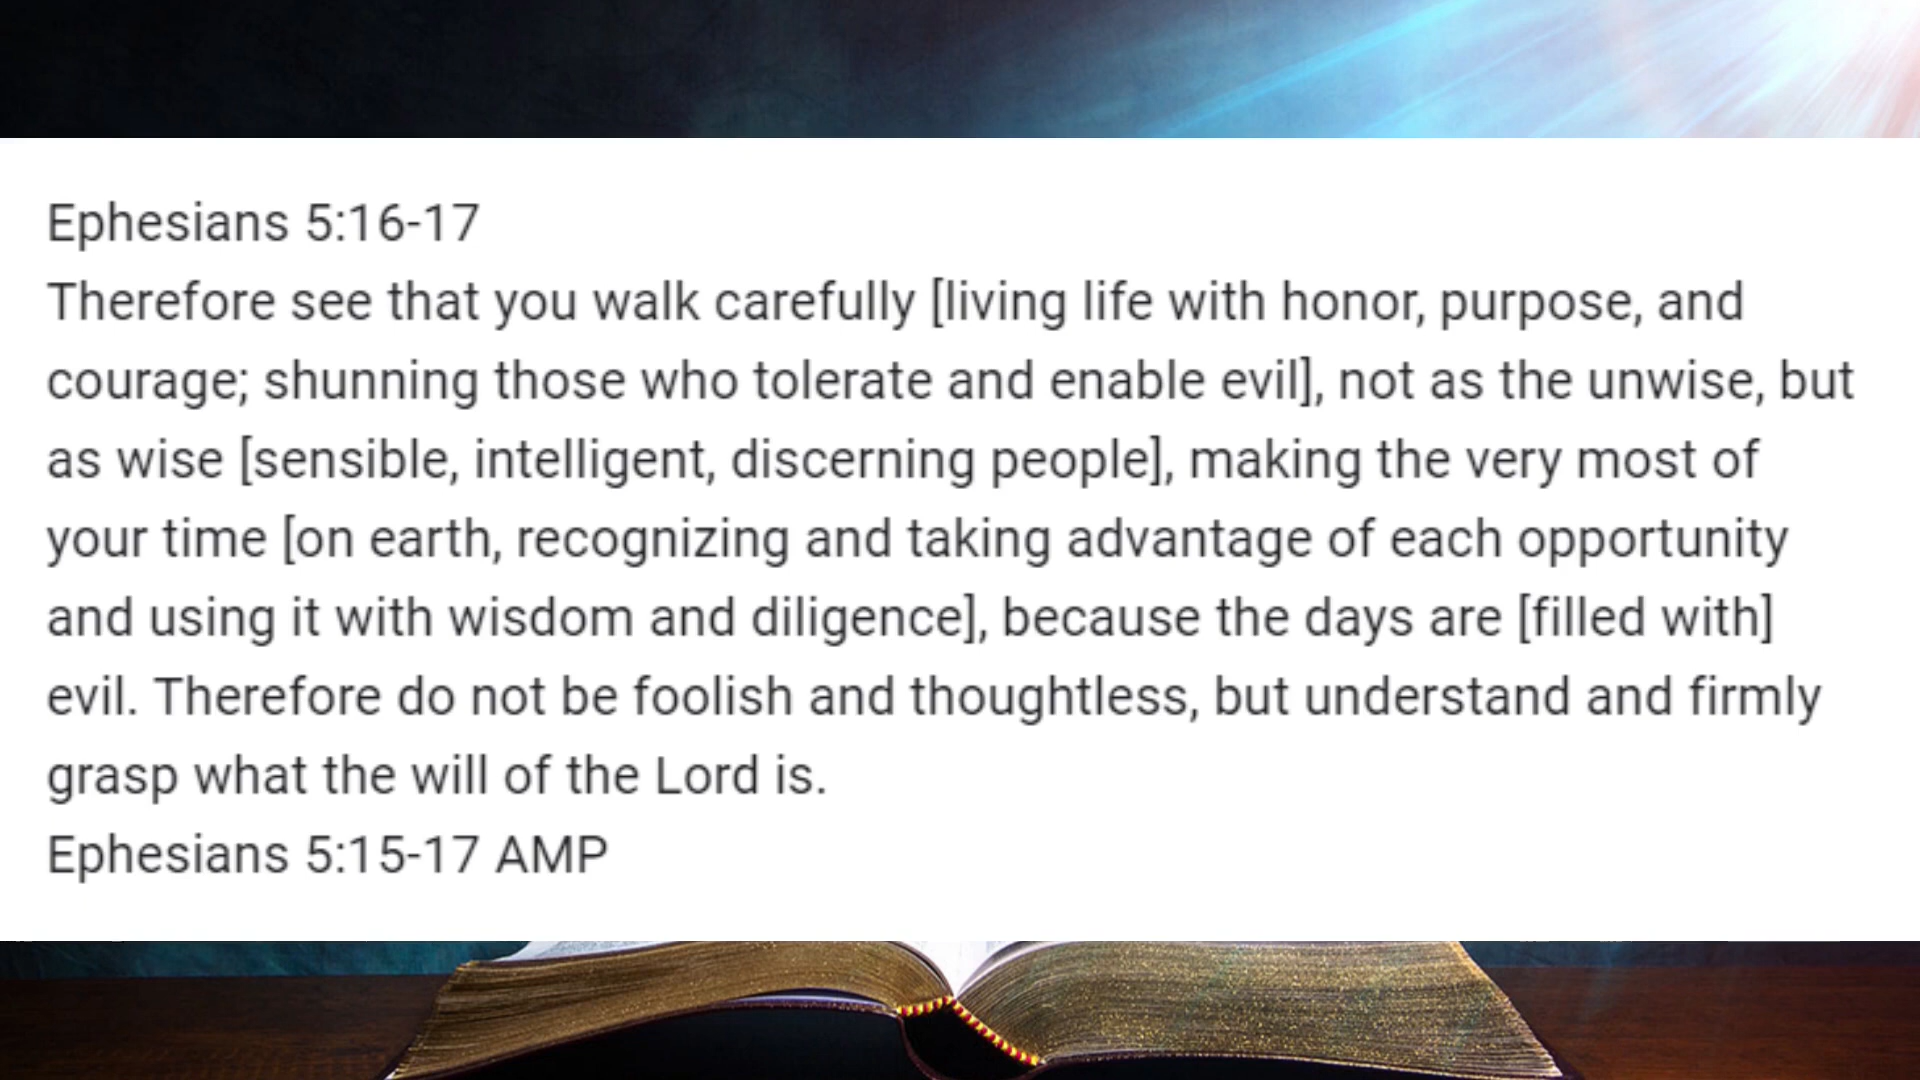 Ephesians 5:16-17
Therefore see that you walk carefully [living life with honor, purpose, and
courage; shunning those who tolerate and enable evil], not as the unwise, but
as wise [sensible, intelligent, discerning people], making the very most of
your time [on earth, recognizing and taking advantage of each opportunity
and using it with wisdom and diligence], because the days are [filled with]
evil. Therefore do not be foolish and thoughtless, but understand and firmly
grasp what the will of the Lord is.
Ephesians 5:15-17 AMP